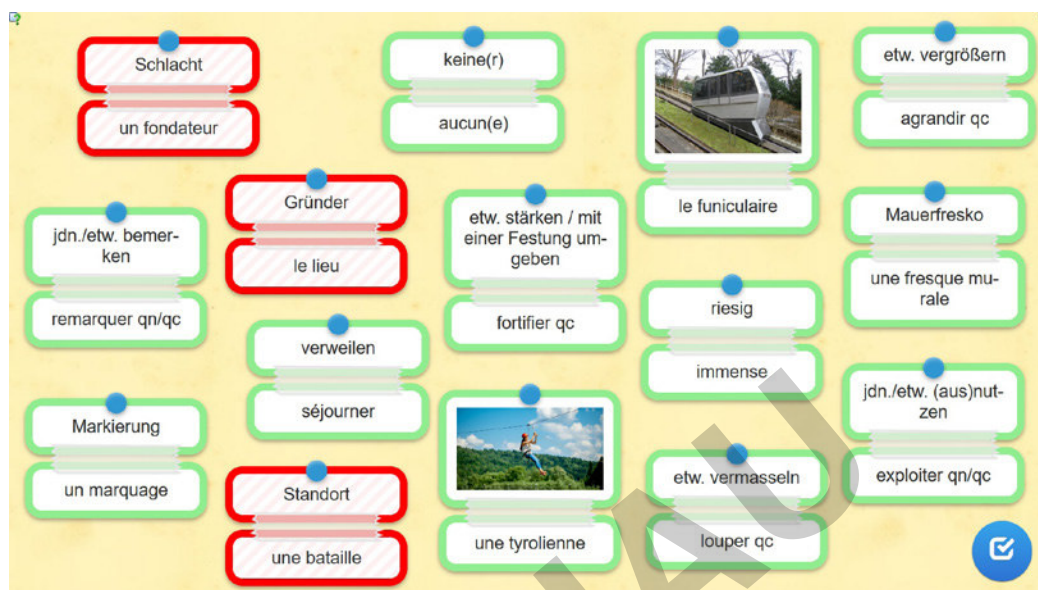 Schlacht
un fondateur
keine(r)
aucun(e)
le funiculaire
etw. vergrößern
agrandir qc
jdn./etw. bemer-
ken
remarquer qn/qc
Gründer
le lieu
etw. stärken / mit
einer Festung um-
geben
fortifier qc
Mauerfresko
une fresque mu-
rale
verweilen
séjourner
riesig
immense
Markierung
un marquage
Standort
une bataille
une tyrolienne
etw. vermasseln
louper qc
jdn./etw. (aus)nut-
zen
exploiter qn/qc